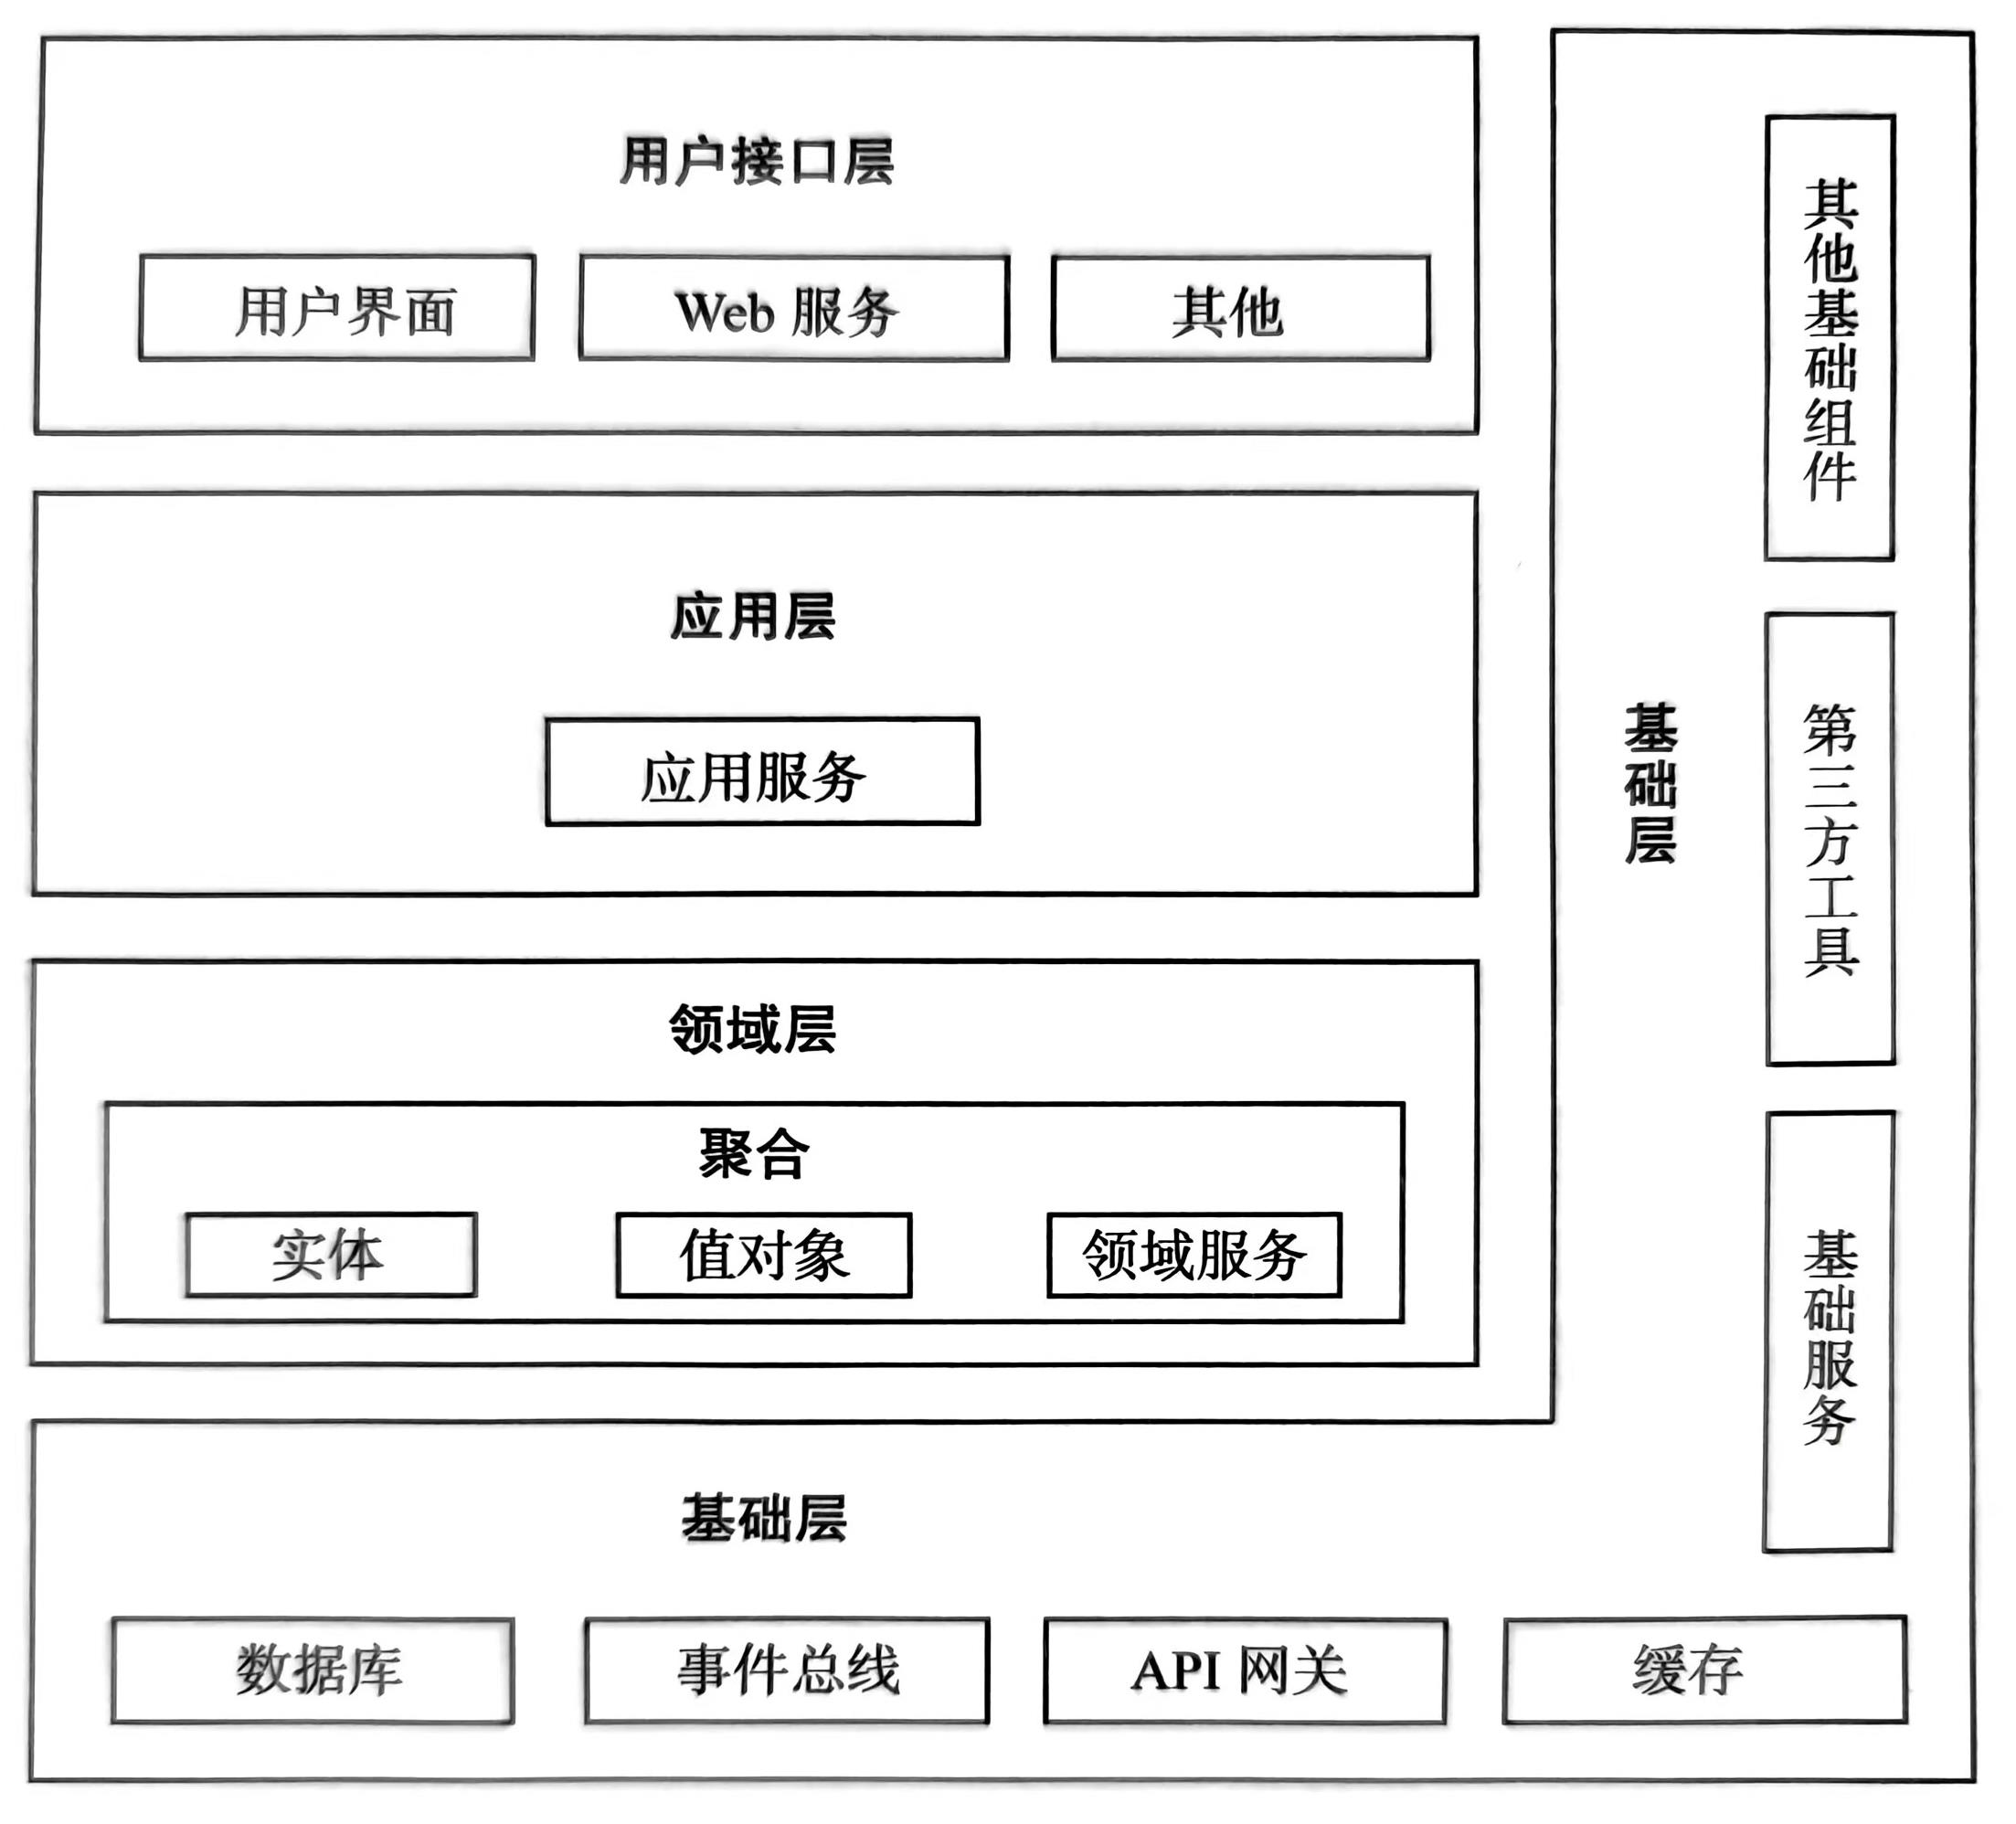 用户接口层
用户界面
Web 服务
其他
应用层
应用服务
领域层
聚合
实体
值对象
领域服务
基础层
数据库
事件总线
API 网关
缓存
基础层
其他基础组件
第三方工具
基础服务